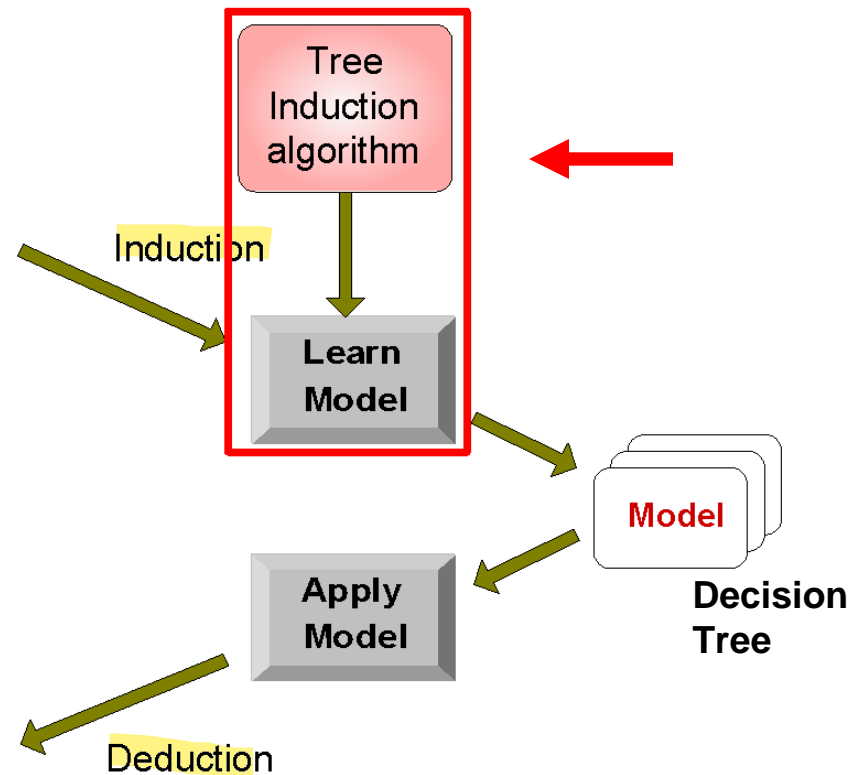 Tree
Induction
algorithm
Induction
Learn
Model
Model
Decision
Tree
Apply
Model
Deduction